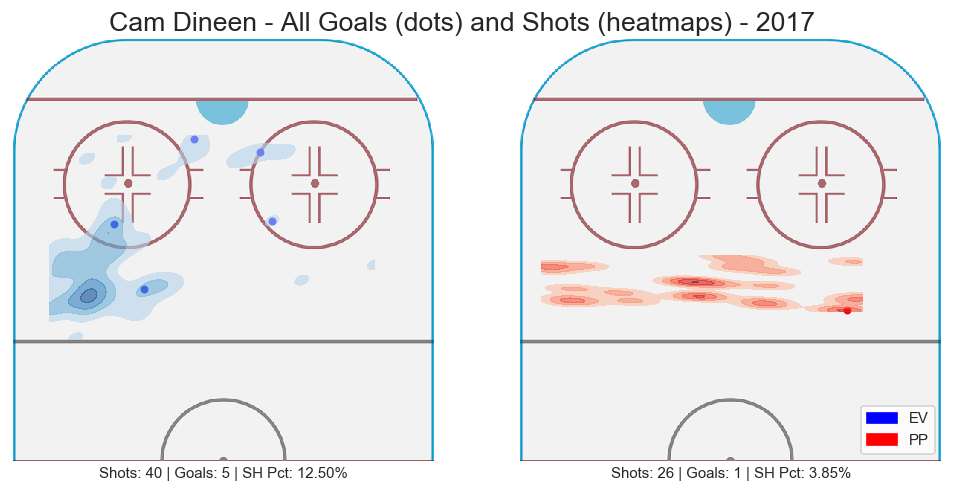 Cam Dineen - All Goals (dots) and Shots (heatmaps) - 2017
EV
PP
Shots: 40 | Goals: 5 | SH Pct: 12.50%
Shots: 26 | Goals: 1 | SH Pct: 3.85%